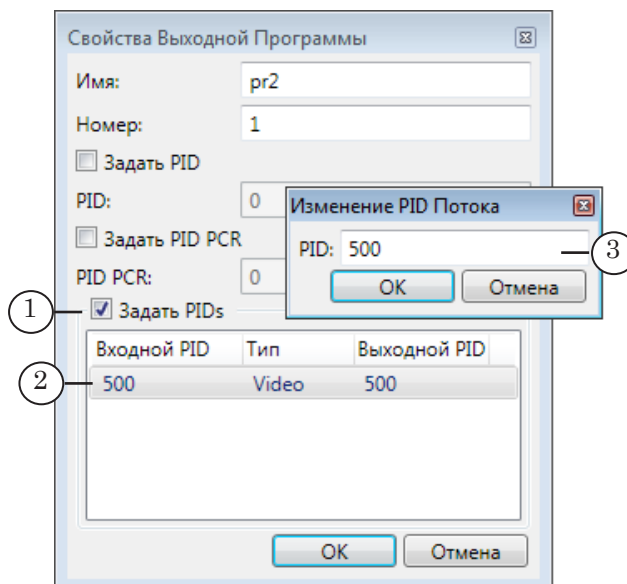 Свойства Выходной Программы
Имя: pr2
Номер: 1
Задать PID
PID: 0
Изменение PID Потока
Задать PID PCR
PID: 500
3
PID PCR: 0
OK Отмена
1
Задать PIDs
Входной PID Тип Выходной PID
2
500 Video 500
OK Отмена